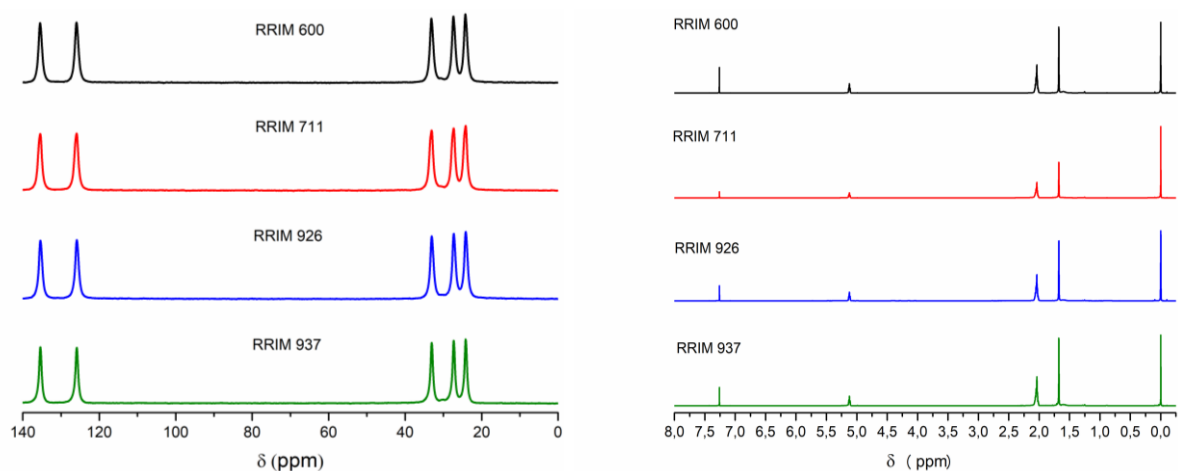 RRIM 600
RRIM 711
RRIM 926
RRIM 937
140 120 100 80 60 40 20 0
δ (ppm)
RRIM 600
RRIM 711
RRIM 926
RRIM 937
8,0 7,5 7,0 6,5 6,0 5,5 5,0 4,5 4,0 3,5 3,0 2,5 2,0 1,5 1,0 0,5 0,0
δ ( ppm)